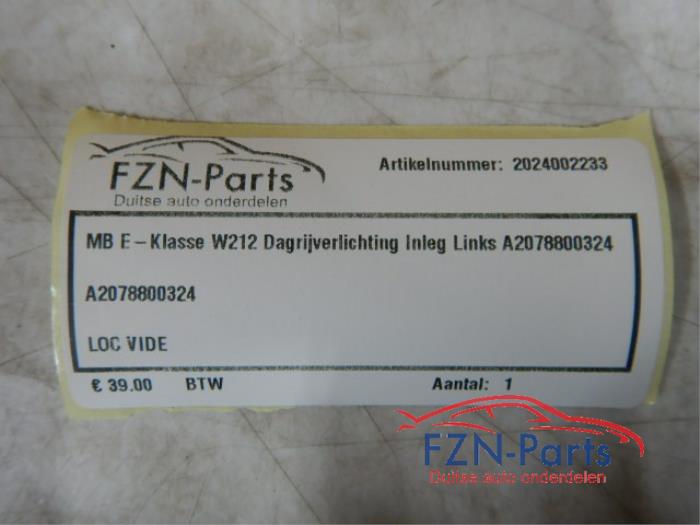 FZN-Parts
Duitse auto onderdelen
Artikelnummer: 2024002233
MB E-Klasse W212 Dagrijverlichting Inleg Links A2078800324
A2078800324
LOC VIDE
€ 39.00 BTW Aantal: 1
FZN-Parts
Duitse auto onderdelen